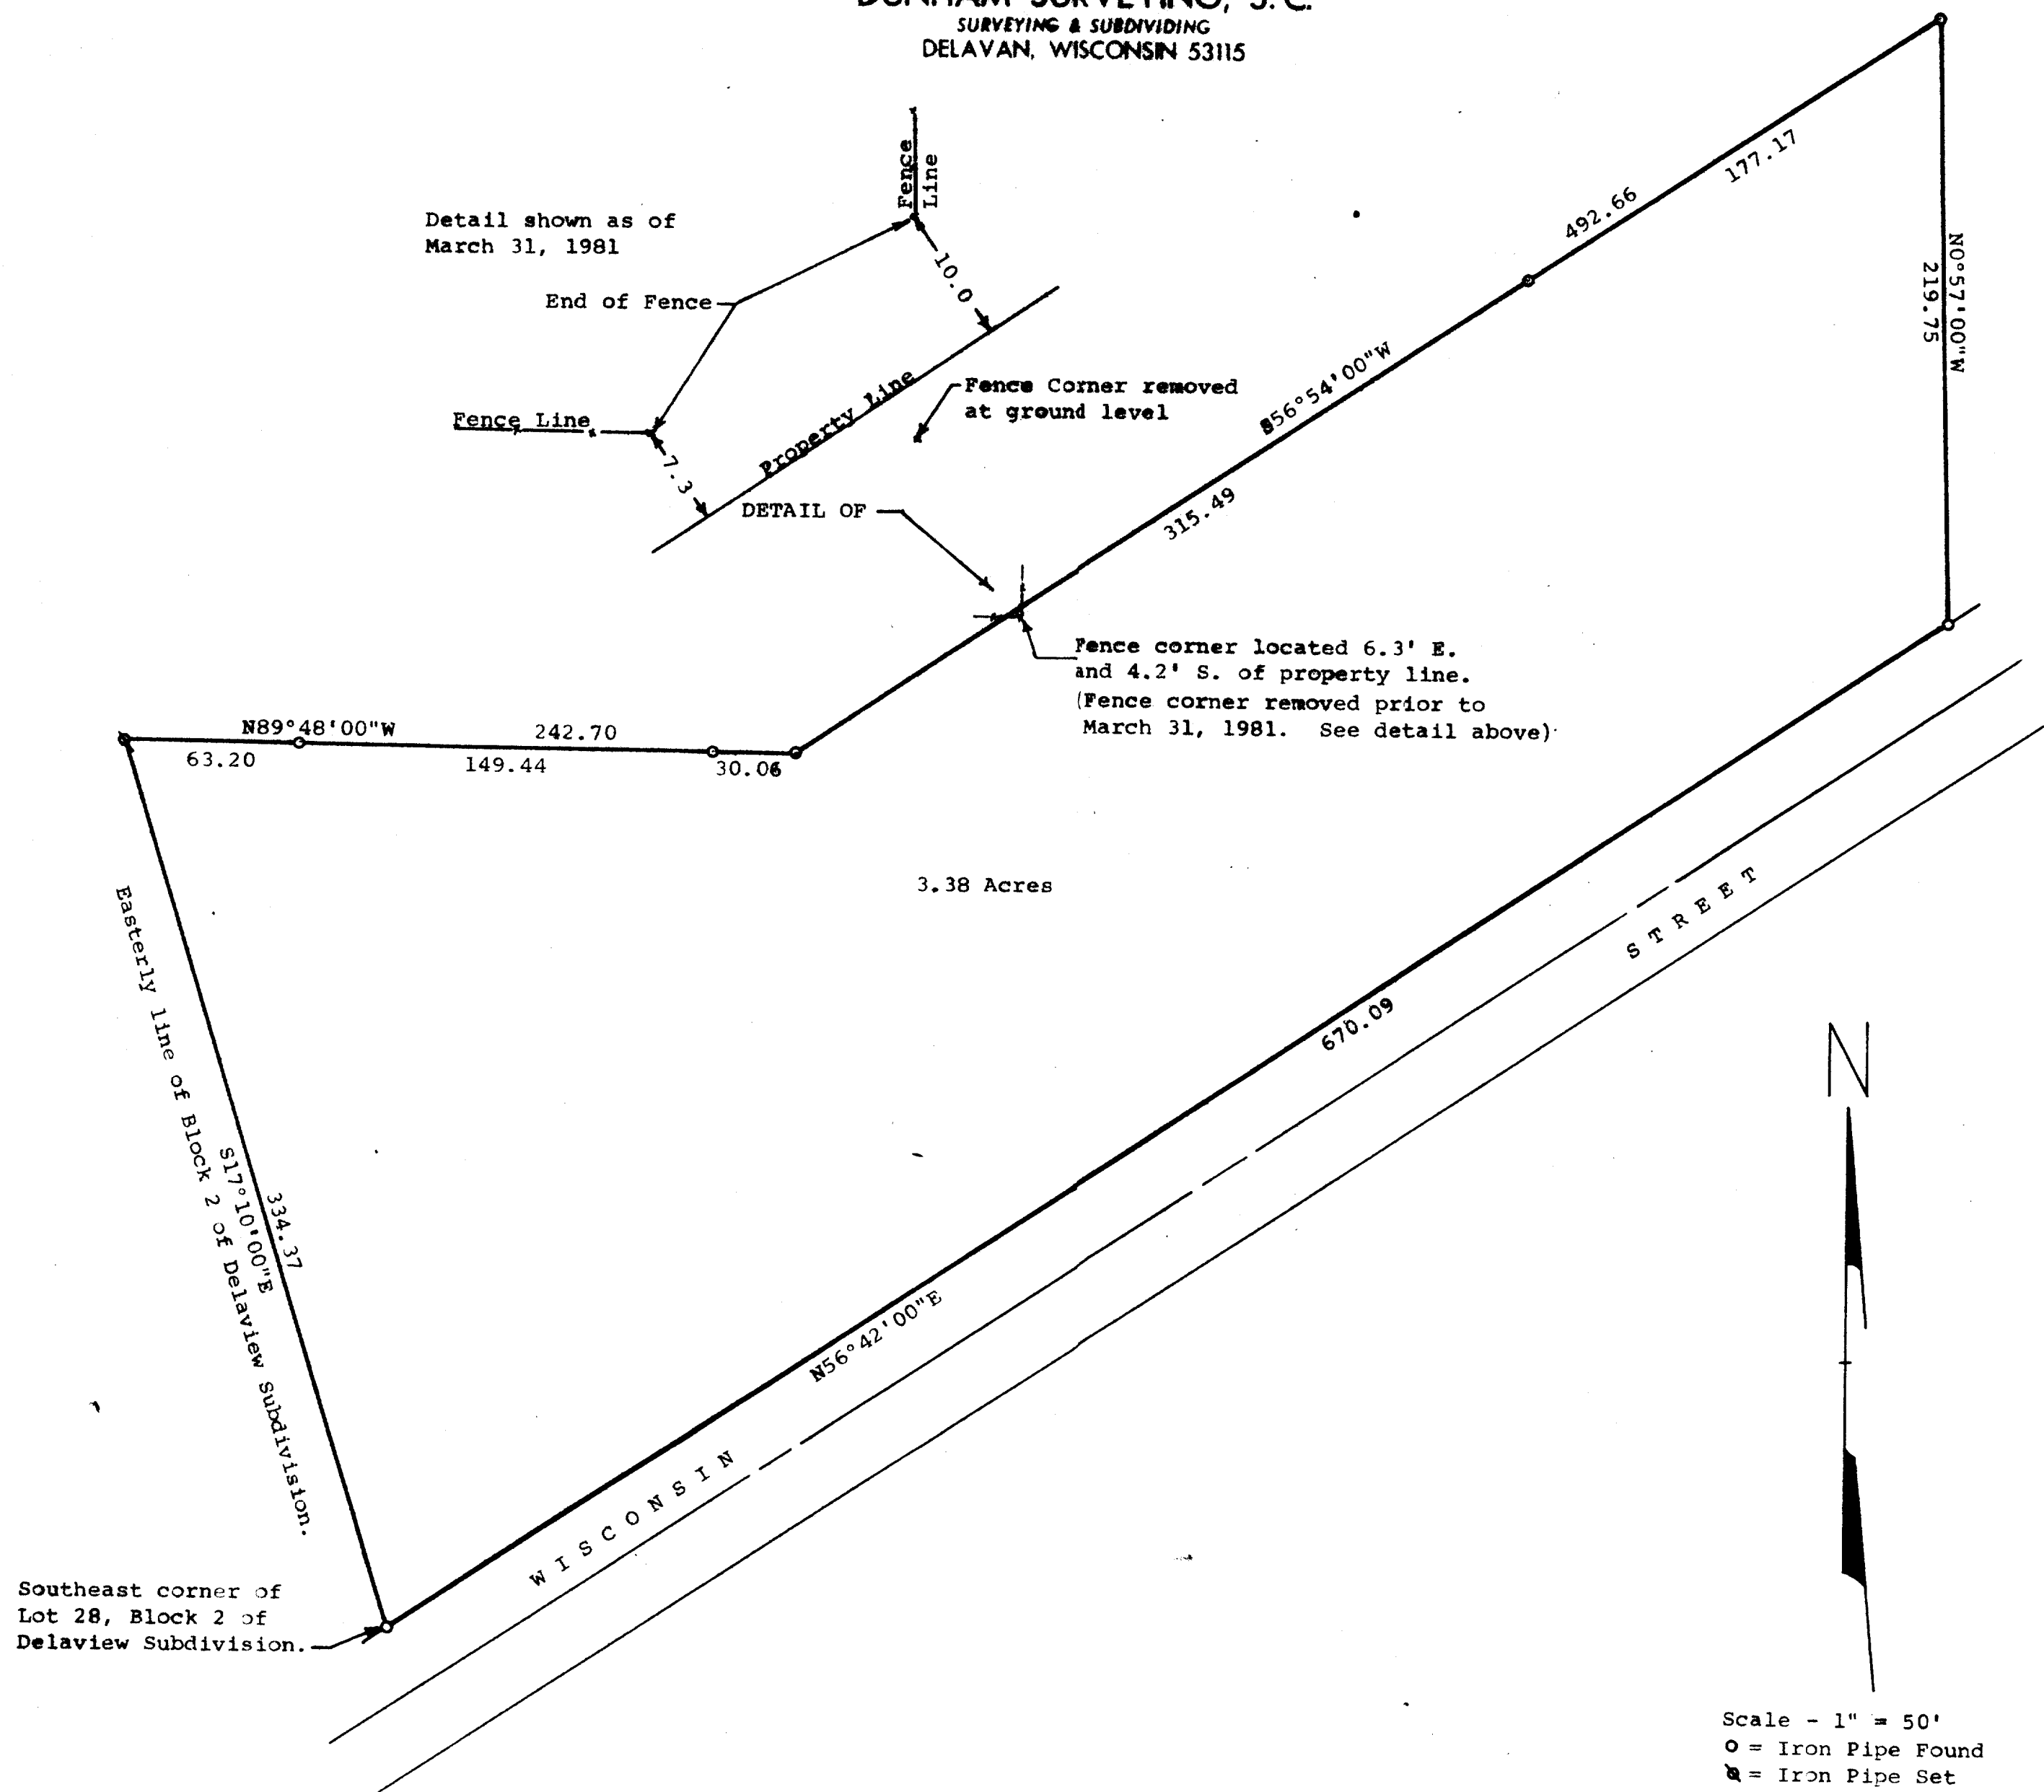 DUNHAM SURVEYING, S. C.
SURVEYING & SUBDIVIDING
DELAVAN, WISCONSIN 53115
Fence
Line
Detail shown as of
March 31, 1981
End of Fence
10.0
Fence Line
7.3
Property Line
Fence Corner removed
at ground level
DETAIL OF
177.17
492.66
N0°57'00"W
219.75
S56°54'00"W
315.49
Fence corner located 6.3' E.
and 4.2' S. of property line.
(Fence corner removed prior to
March 31, 1981. See detail above)
N89°48'00"W
242.70
63.20
149.44
30.06
3.38 Acres
Easterly line of Block 2 of Delaview Subdivision.
S17°10'00"E
334.37
670.09
N56°42'00"E
WISCONSIN STREET
N
Southeast corner of
Lot 28, Block 2 of
Delaview Subdivision.
Scale - 1" = 50'
= Iron Pipe Found
= Iron Pipe Set